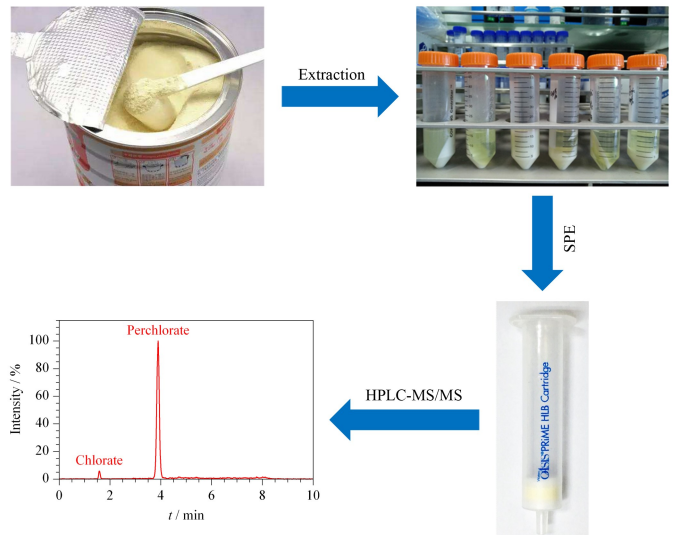 Extraction
SPE
Oasis PRiME HLB Cartridge
HPLC-MS/MS
Perchlorate
Chlorate
Intensity / %
100
80
60
40
20
0
0 2 4 6 8 10
t / min